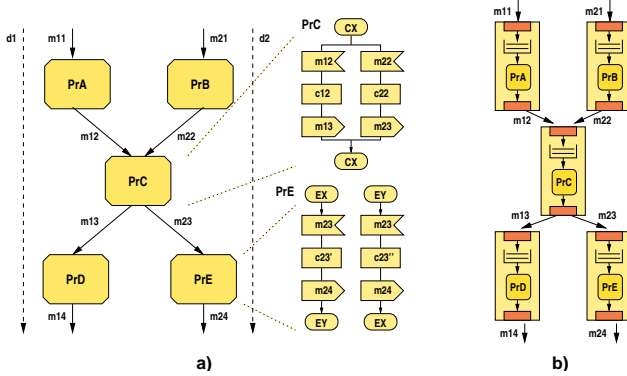 d1
m11
m21
d2
PrA
PrB
m12
m22
PrC
m13
m23
PrD
PrE
m14
m24
PrC
CX
m12
m22
c12
c22
m13
m23
CX
PrE
EX
EY
m23
m23
c23'
c23''
m24
m24
EY
EX
a)
m11
m21
PrA
PrB
m12
m22
PrC
m13
m23
PrD
PrE
m14
m24
b)